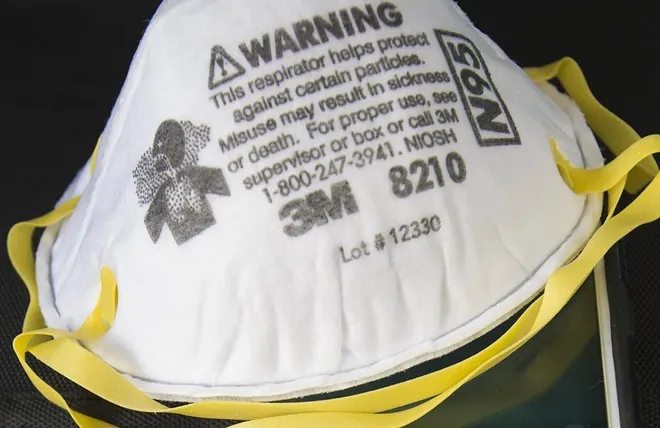 WARNING
This respirator helps protect
against certain particles.
Misuse may result in sickness
or death. For proper use, see
supervisor or box or call 3M
1-800-247-3941. NIOSH
N95
3M 8210
Lot # 12330